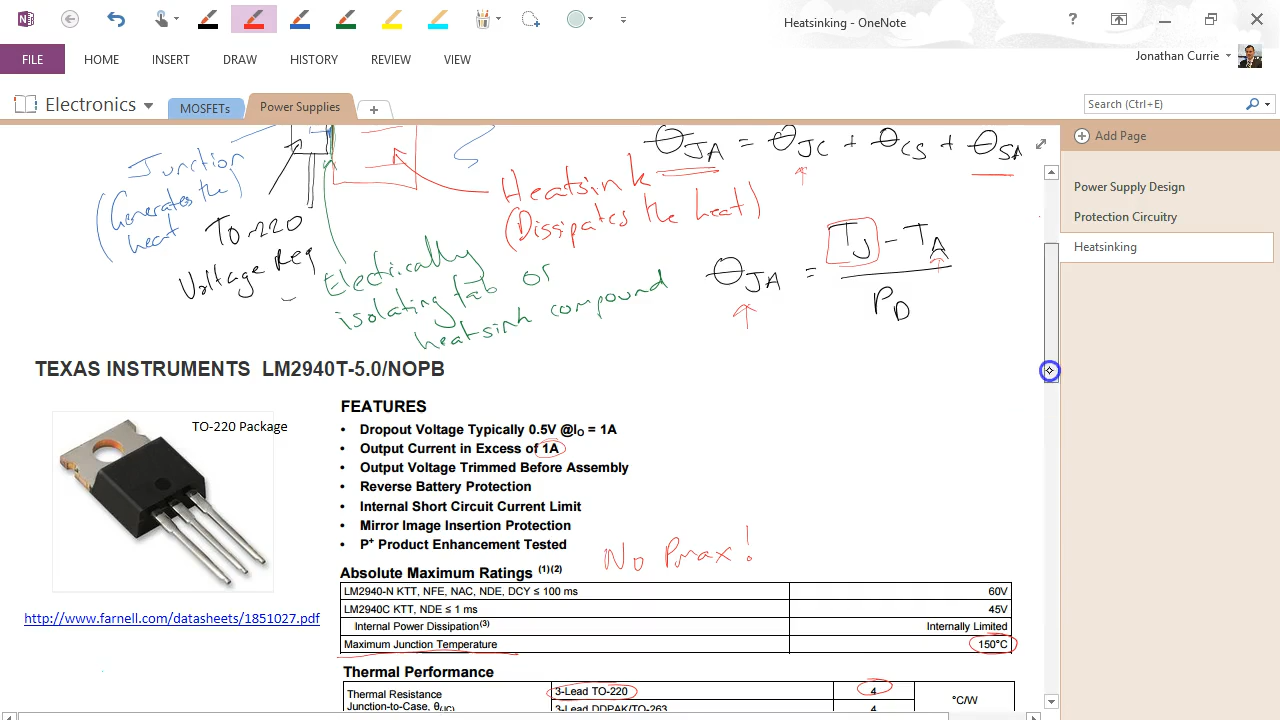 Heatsinking - OneNote
?
FILE
HOME
INSERT
DRAW
HISTORY
REVIEW
VIEW
Jonathan Currie
Electronics
MOSFETs
Power Supplies
+
Search (Ctrl+E)
Add Page
Power Supply Design
Protection Circuitry
Heatsinking
Junction
(Generates the
heat)
TO-220
Voltage Reg
Heatsink
(Dissipates the heat)
Electrically
isolating tab or
heatsink compound
ΘJA = ΘJC + ΘCS + ΘSA
ΘJA = TJ - TA
PD
TEXAS INSTRUMENTS LM2940T-5.0/NOPB
TO-220 Package
http://www.farnell.com/datasheets/1851027.pdf
FEATURES
• Dropout Voltage Typically 0.5V @IO = 1A
• Output Current in Excess of 1A
• Output Voltage Trimmed Before Assembly
• Reverse Battery Protection
• Internal Short Circuit Current Limit
• Mirror Image Insertion Protection
• P+ Product Enhancement Tested
No Pmax!
Absolute Maximum Ratings (1)(2)
LM2940-N KTT, NFE, NAC, NDE, DCY ≤ 100 ms 60V
LM2940C KTT, NDE ≤ 1 ms 45V
Internal Power Dissipation(3) Internally Limited
Maximum Junction Temperature 150°C
Thermal Performance
Thermal Resistance 3-Lead TO-220 4 °C/W
Junction-to-Case, θ(JC) 3-Lead DDPAK/TO-263 4